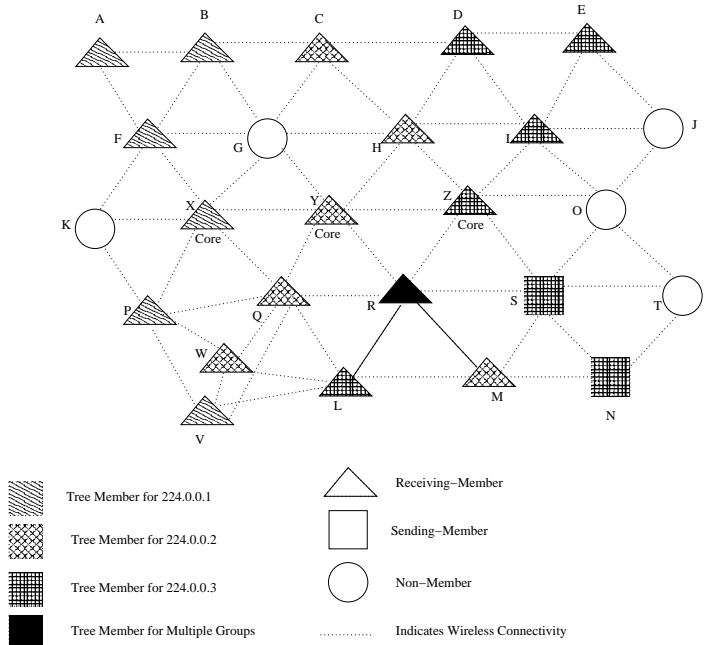 A
B
C
D
E
F
G
H
I
J
K
X
Core
Y
Core
Z
Core
O
P
Q
R
S
T
W
L
M
N
V
Tree Member for 224.0.0.1
Receiving−Member
Tree Member for 224.0.0.2
Sending−Member
Tree Member for 224.0.0.3
Non−Member
Tree Member for Multiple Groups
Indicates Wireless Connectivity